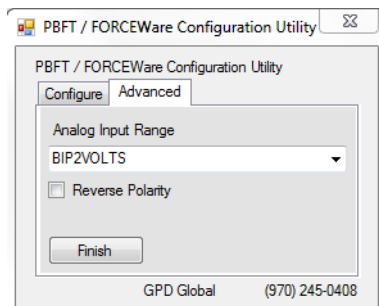 PBFT / FORCEWare Configuration Utility
PBFT / FORCEWare Configuration Utility
Configure Advanced
Analog Input Range
BIP2VOLTS
Reverse Polarity
Finish
GPD Global (970) 245-0408